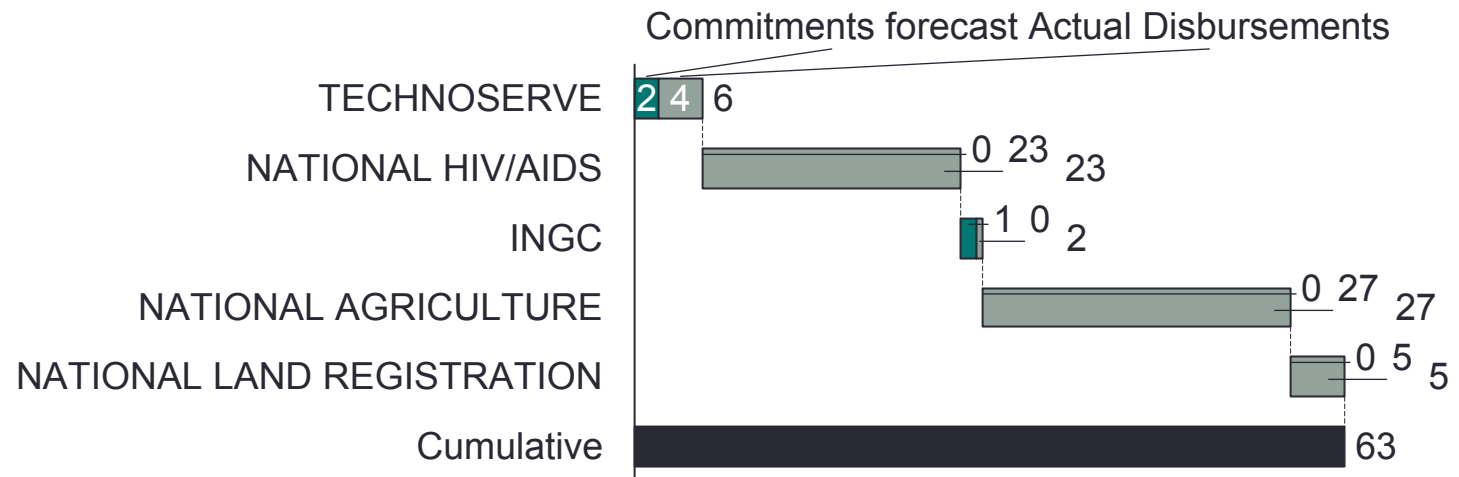 Commitments forecast Actual Disbursements
TECHNOSERVE 2 4 6
NATIONAL HIV/AIDS 0 23 23
INGC 1 0 2
NATIONAL AGRICULTURE 0 27 27
NATIONAL LAND REGISTRATION 0 5 5
Cumulative 63